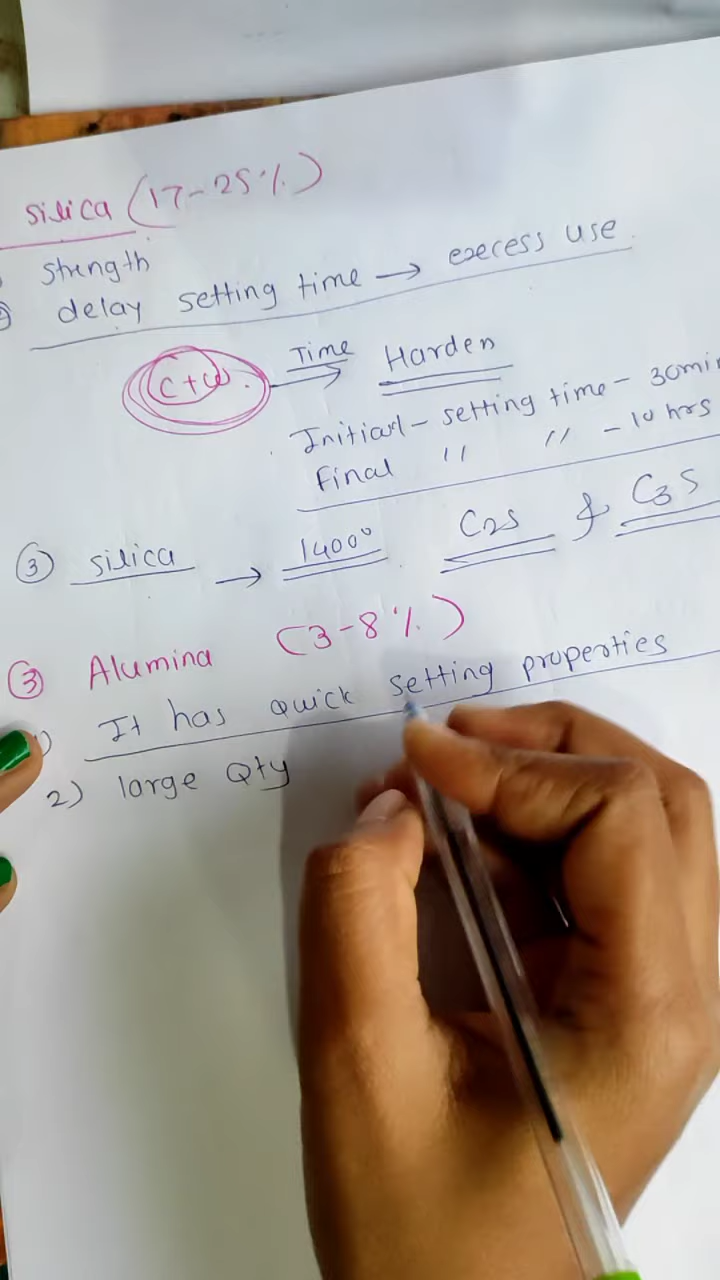 silica (17-25%)
strength
delay setting time → execess use
C+W. Time → Harden
Initial - setting time - 30min
Final " " - 10 hrs
③ silica → 1400° C2S & C3S
③ Alumina (3-8%)
1) It has quick setting properties
2) large Qty